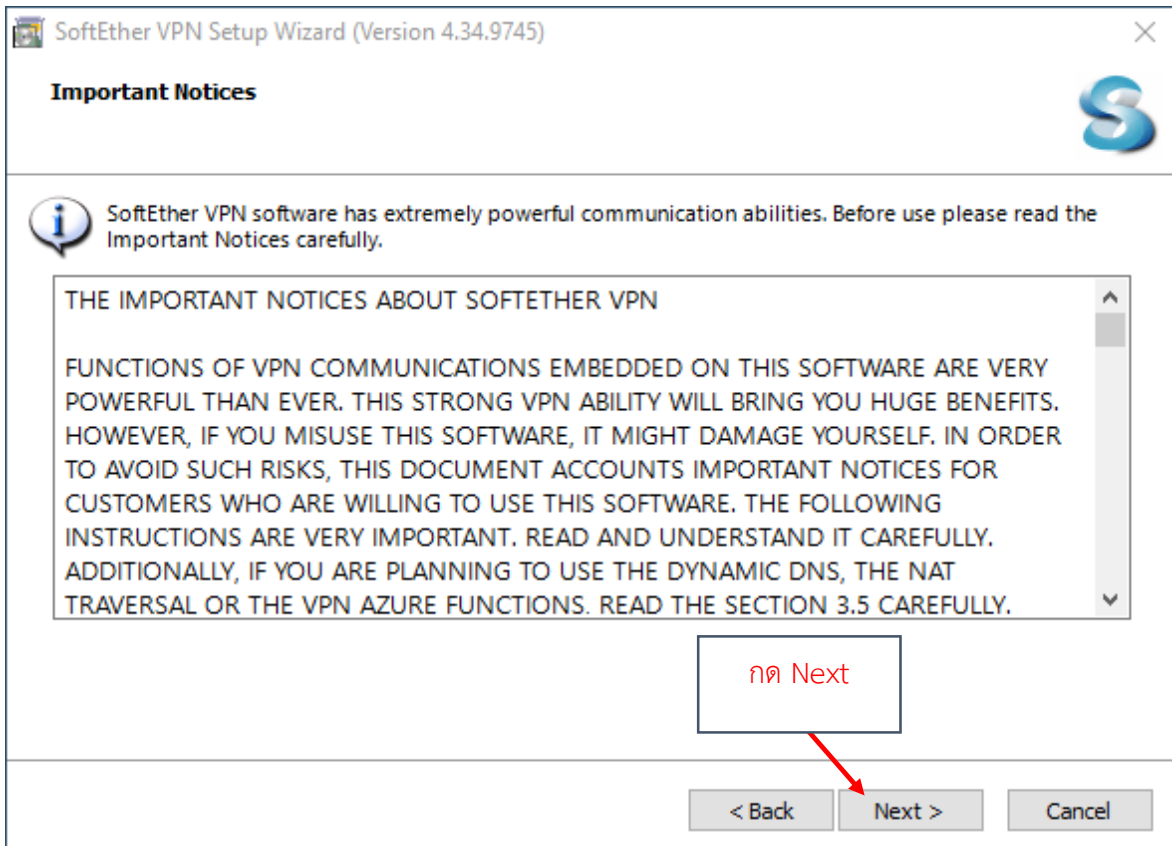 SoftEther VPN Setup Wizard (Version 4.34.9745)
Important Notices
SoftEther VPN software has extremely powerful communication abilities. Before use please read the
Important Notices carefully.
THE IMPORTANT NOTICES ABOUT SOFTETHER VPN
FUNCTIONS OF VPN COMMUNICATIONS EMBEDDED ON THIS SOFTWARE ARE VERY
POWERFUL THAN EVER. THIS STRONG VPN ABILITY WILL BRING YOU HUGE BENEFITS.
HOWEVER, IF YOU MISUSE THIS SOFTWARE, IT MIGHT DAMAGE YOURSELF. IN ORDER
TO AVOID SUCH RISKS, THIS DOCUMENT ACCOUNTS IMPORTANT NOTICES FOR
CUSTOMERS WHO ARE WILLING TO USE THIS SOFTWARE. THE FOLLOWING
INSTRUCTIONS ARE VERY IMPORTANT. READ AND UNDERSTAND IT CAREFULLY.
ADDITIONALLY, IF YOU ARE PLANNING TO USE THE DYNAMIC DNS, THE NAT
TRAVERSAL OR THE VPN AZURE FUNCTIONS. READ THE SECTION 3.5 CAREFULLY.
กด Next
< Back Next > Cancel